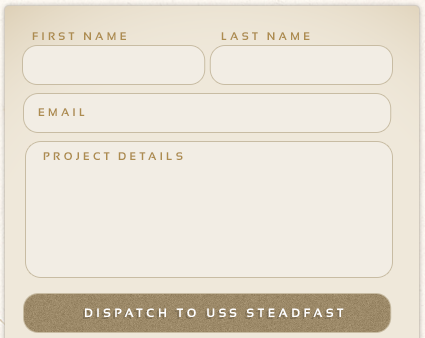 FIRST NAME LAST NAME
EMAIL
PROJECT DETAILS
DISPATCH TO USS STEADFAST